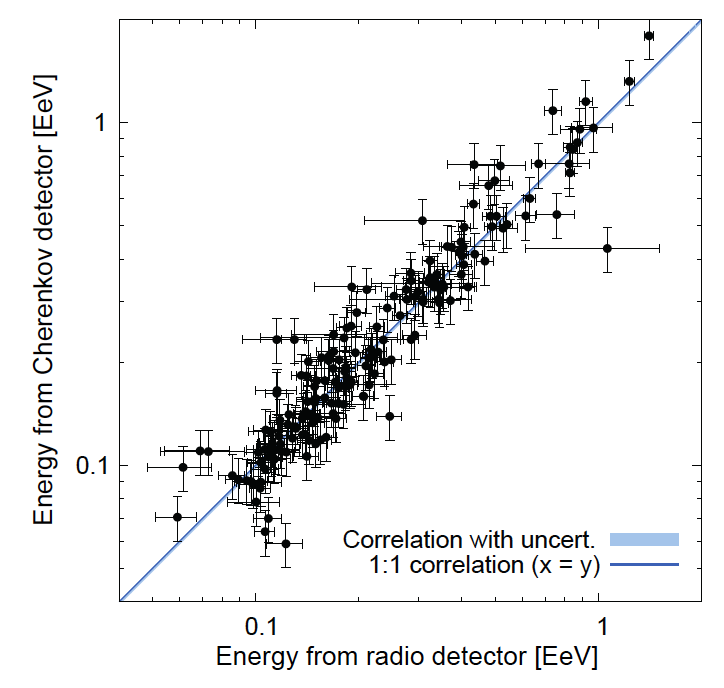 Energy from Cherenkov detector [EeV]
1
0.1
Correlation with uncert.
1:1 correlation (x = y)
0.1
1
Energy from radio detector [EeV]